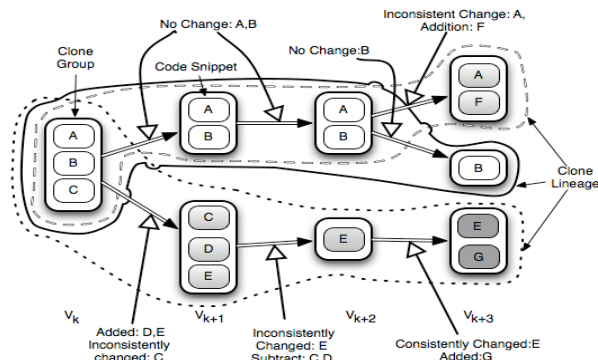 Inconsistent Change: A,
Addition: F
No Change: A,B
No Change:B
Clone
Group
Code Snippet
A
B
C
A
B
A
B
A
F
B
Clone
Lineage
C
D
E
E
E
G
Vk
Vk+1
Vk+2
Vk+3
Added: D,E
Inconsistently
changed: C
Inconsistently
Changed: E
Subtract: C,D
Consistently Changed:E
Added:G